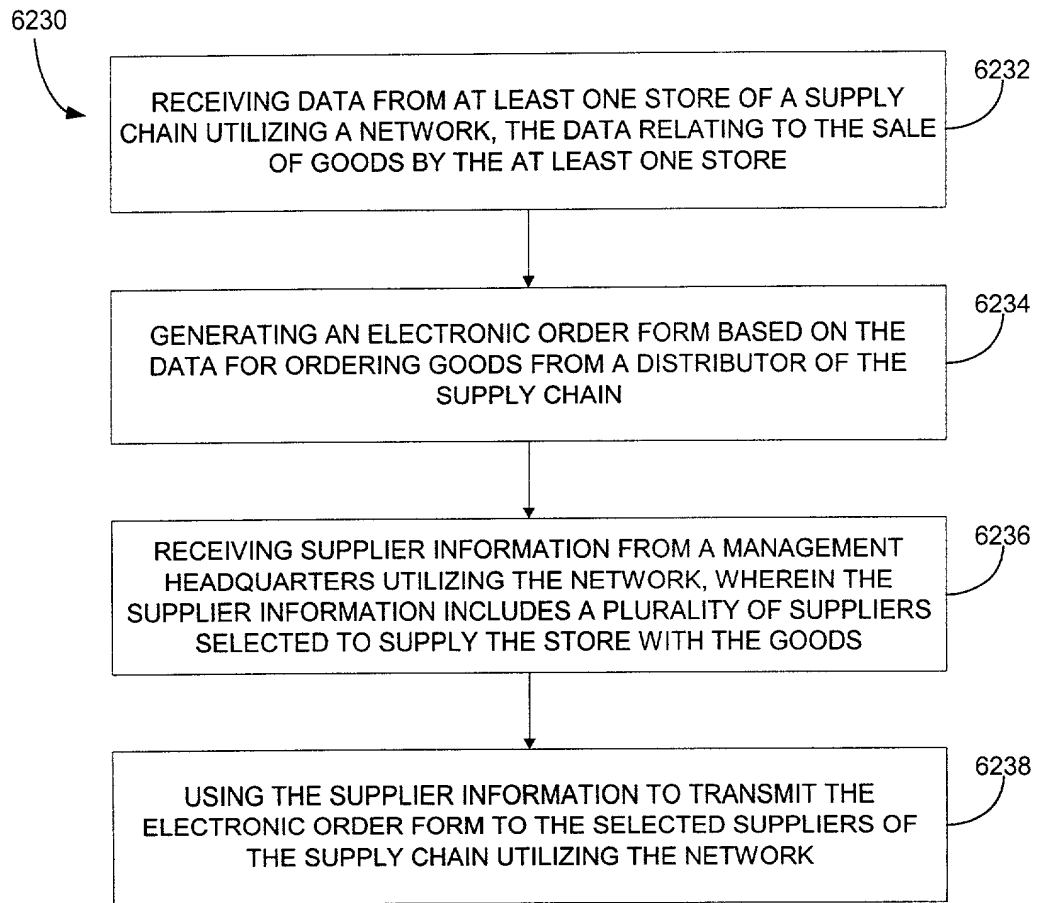 6230
6232
RECEIVING DATA FROM AT LEAST ONE STORE OF A SUPPLY
CHAIN UTILIZING A NETWORK, THE DATA RELATING TO THE SALE
OF GOODS BY THE AT LEAST ONE STORE
6234
GENERATING AN ELECTRONIC ORDER FORM BASED ON THE
DATA FOR ORDERING GOODS FROM A DISTRIBUTOR OF THE
SUPPLY CHAIN
6236
RECEIVING SUPPLIER INFORMATION FROM A MANAGEMENT
HEADQUARTERS UTILIZING THE NETWORK, WHEREIN THE
SUPPLIER INFORMATION INCLUDES A PLURALITY OF SUPPLIERS
SELECTED TO SUPPLY THE STORE WITH THE GOODS
6238
USING THE SUPPLIER INFORMATION TO TRANSMIT THE
ELECTRONIC ORDER FORM TO THE SELECTED SUPPLIERS OF
THE SUPPLY CHAIN UTILIZING THE NETWORK